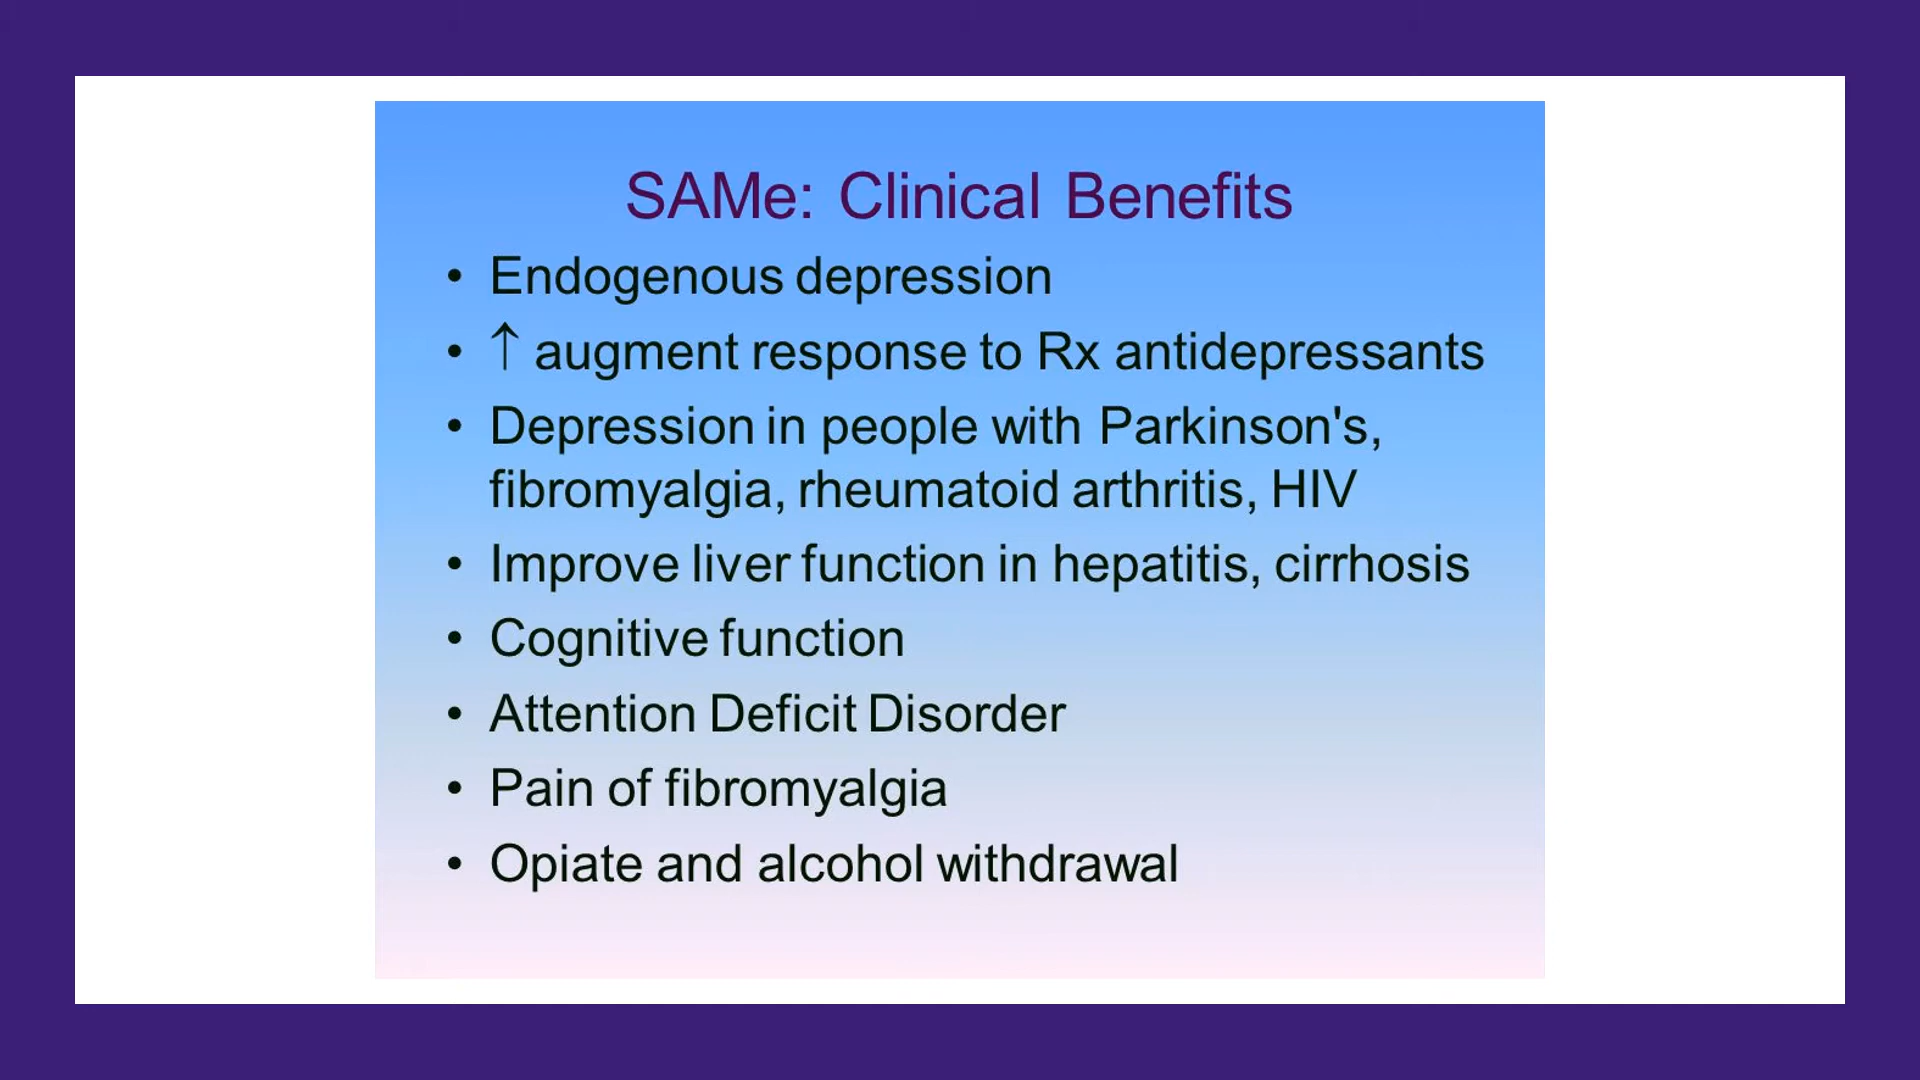 SAMe: Clinical Benefits
• Endogenous depression
• ↑ augment response to Rx antidepressants
• Depression in people with Parkinson's,
fibromyalgia, rheumatoid arthritis, HIV
• Improve liver function in hepatitis, cirrhosis
• Cognitive function
• Attention Deficit Disorder
• Pain of fibromyalgia
• Opiate and alcohol withdrawal